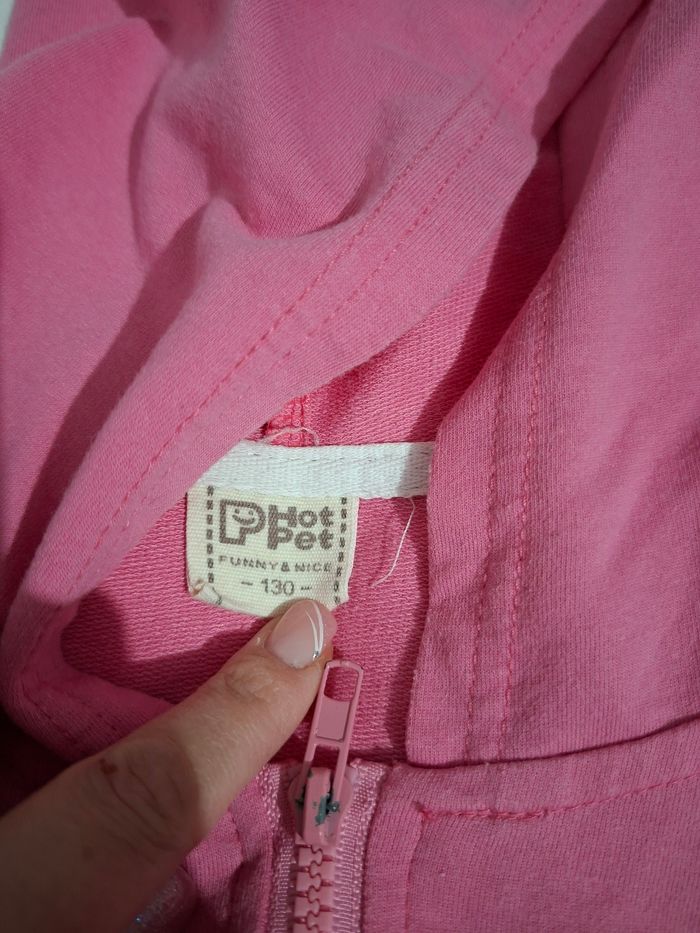 Hot
Pet
FUNNY & NICE
- 130 -